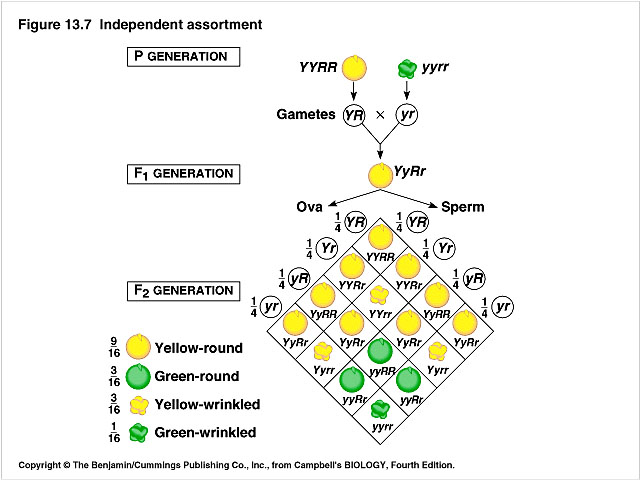 Figure 13.7 Independent assortment
P GENERATION
YYRR
yyrr
Gametes YR × yr
F1 GENERATION
YyRr
Ova
Sperm
1/4 YR
1/4 YR
1/4 Yr
1/4 Yr
1/4 yR
1/4 yR
1/4 yr
1/4 yr
F2 GENERATION
YYRR
YYRr
YYRr
YyRR
YYrr
YyRR
YyRr
YyRr
YyRr
YyRr
Yyrr
yyRR
Yyrr
yyRr
yyRr
yyrr
9/16 Yellow-round
3/16 Green-round
3/16 Yellow-wrinkled
1/16 Green-wrinkled
Copyright © The Benjamin/Cummings Publishing Co., Inc., from Campbell's BIOLOGY, Fourth Edition.